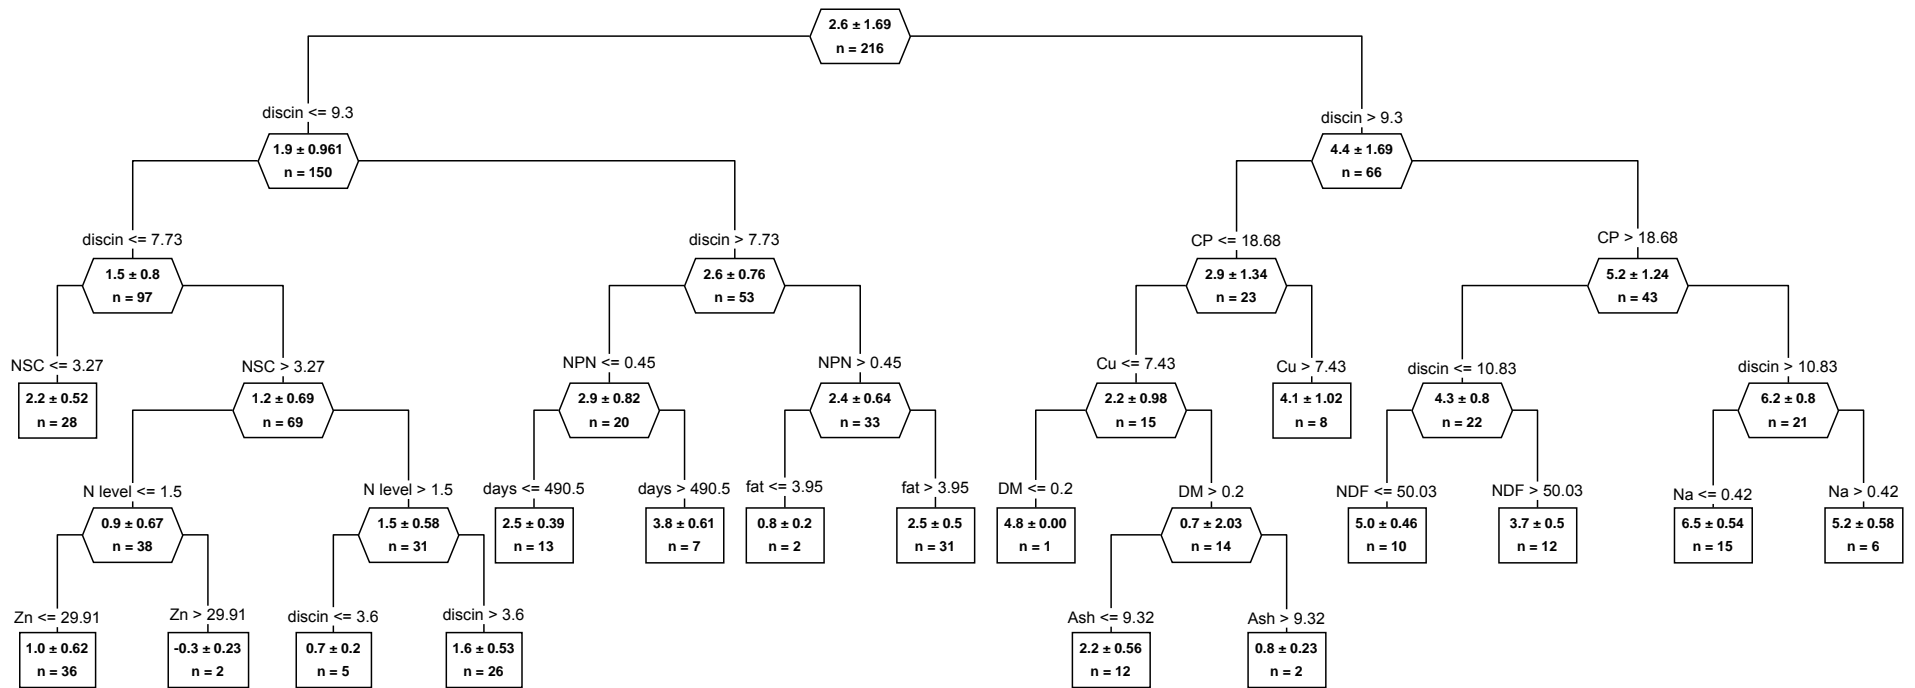 2.6 ± 1.69
n = 216
discin <= 9.3
discin > 9.3
1.9 ± 0.961
n = 150
4.4 ± 1.69
n = 66
discin <= 7.73
discin > 7.73
CP <= 18.68
CP > 18.68
1.5 ± 0.8
n = 97
2.6 ± 0.76
n = 53
2.9 ± 1.34
n = 23
5.2 ± 1.24
n = 43
NSC <= 3.27
NSC > 3.27
NPN <= 0.45
NPN > 0.45
Cu <= 7.43
Cu > 7.43
discin <= 10.83
discin > 10.83
2.2 ± 0.52
n = 28
1.2 ± 0.69
n = 69
2.9 ± 0.82
n = 20
2.4 ± 0.64
n = 33
2.2 ± 0.98
n = 15
4.1 ± 1.02
n = 8
4.3 ± 0.8
n = 22
6.2 ± 0.8
n = 21
N level <= 1.5
N level > 1.5
days <= 490.5
days > 490.5
fat <= 3.95
fat > 3.95
DM <= 0.2
DM > 0.2
NDF <= 50.03
NDF > 50.03
Na <= 0.42
Na > 0.42
0.9 ± 0.67
n = 38
1.5 ± 0.58
n = 31
2.5 ± 0.39
n = 13
3.8 ± 0.61
n = 7
0.8 ± 0.2
n = 2
2.5 ± 0.5
n = 31
4.8 ± 0.00
n = 1
0.7 ± 2.03
n = 14
5.0 ± 0.46
n = 10
3.7 ± 0.5
n = 12
6.5 ± 0.54
n = 15
5.2 ± 0.58
n = 6
Zn <= 29.91
Zn > 29.91
discin <= 3.6
discin > 3.6
Ash <= 9.32
Ash > 9.32
1.0 ± 0.62
n = 36
-0.3 ± 0.23
n = 2
0.7 ± 0.2
n = 5
1.6 ± 0.53
n = 26
2.2 ± 0.56
n = 12
0.8 ± 0.23
n = 2